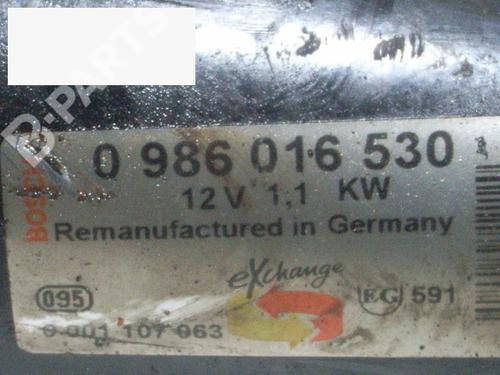 B-PARTS
BOSCH
0 986 016 530
12 V 1,1 KW
Remanufactured in Germany
eXchange
095
EG 591
0 001 107 063